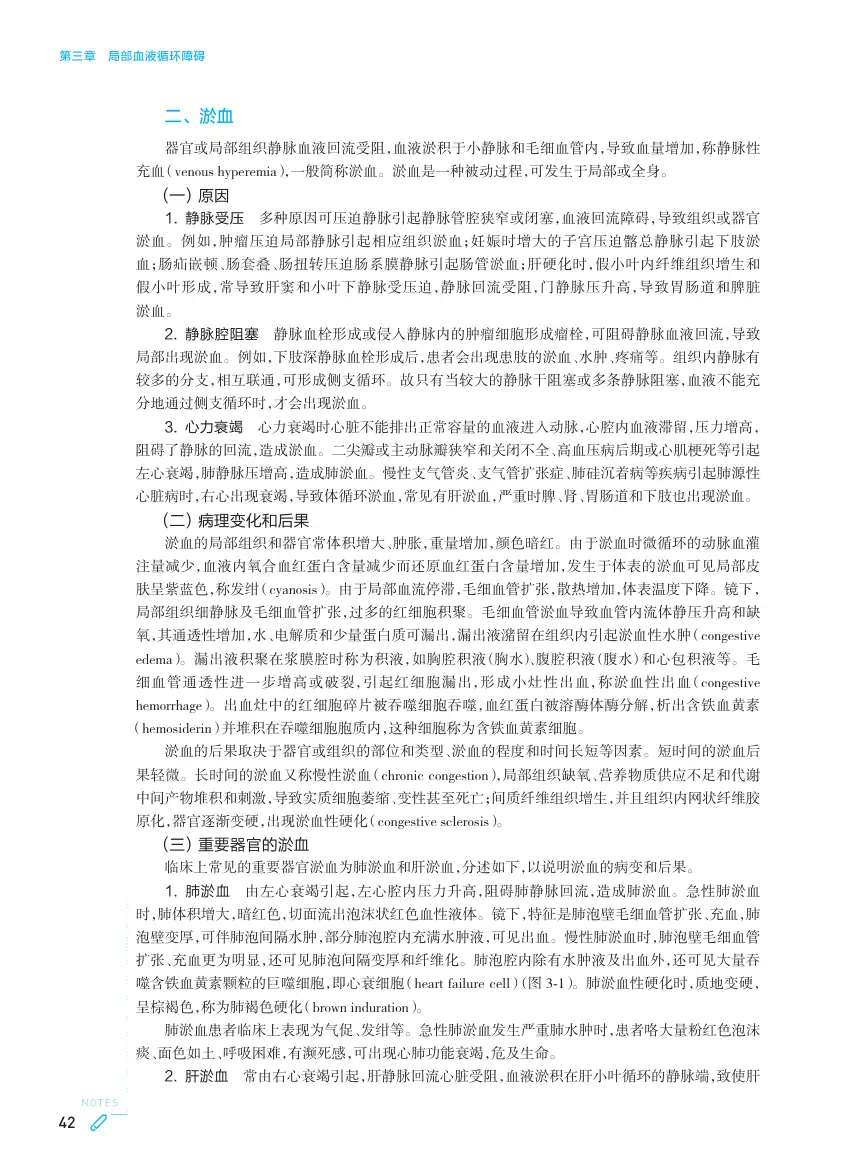 第三章 局部血液循环障碍
二、淤血
器官或局部组织静脉血液回流受阻,血液淤积于小静脉和毛细血管内,导致血量增加,称静脉性
充血(venous hyperemia),一般简称淤血。淤血是一种被动过程,可发生于局部或全身。
(一)原因
1. 静脉受压 多种原因可压迫静脉引起静脉管腔狭窄或闭塞,血液回流障碍,导致组织或器官
淤血。例如,肿瘤压迫局部静脉引起相应组织淤血;妊娠时增大的子宫压迫髂总静脉引起下肢淤
血;肠疝嵌顿、肠套叠、肠扭转压迫肠系膜静脉引起肠管淤血;肝硬化时,假小叶内纤维组织增生和
假小叶形成,常导致肝窦和小叶下静脉受压迫,静脉回流受阻,门静脉压升高,导致胃肠道和脾脏
淤血。
2. 静脉腔阻塞 静脉血栓形成或侵入静脉内的肿瘤细胞形成瘤栓,可阻碍静脉血液回流,导致
局部出现淤血。例如,下肢深静脉血栓形成后,患者会出现患肢的淤血、水肿、疼痛等。组织内静脉有
较多的分支,相互联通,可形成侧支循环。故只有当较大的静脉干阻塞或多条静脉阻塞,血液不能充
分地通过侧支循环时,才会出现淤血。
3. 心力衰竭 心力衰竭时心脏不能排出正常容量的血液进入动脉,心腔内血液滞留,压力增高,
阻碍了静脉的回流,造成淤血。二尖瓣或主动脉瓣狭窄和关闭不全、高血压病后期或心肌梗死等引起
左心衰竭,肺静脉压增高,造成肺淤血。慢性支气管炎、支气管扩张症、肺硅沉着病等疾病引起肺源性
心脏病时,右心出现衰竭,导致体循环淤血,常见有肝淤血,严重时脾、肾、胃肠道和下肢也出现淤血。
(二)病理变化和后果
淤血的局部组织和器官常体积增大、肿胀,重量增加,颜色暗红。由于淤血时微循环的动脉血灌
注量减少,血液内氧合血红蛋白含量减少而还原血红蛋白含量增加,发生于体表的淤血可见局部皮
肤呈紫蓝色,称发绀(cyanosis)。由于局部血流停滞,毛细血管扩张,散热增加,体表温度下降。镜下,
局部组织细静脉及毛细血管扩张,过多的红细胞积聚。毛细血管淤血导致血管内流体静压升高和缺
氧,其通透性增加,水、电解质和少量蛋白质可漏出,漏出液潴留在组织内引起淤血性水肿(congestive
edema)。漏出液积聚在浆膜腔时称为积液,如胸腔积液(胸水)、腹腔积液(腹水)和心包积液等。毛
细血管通透性进一步增高或破裂,引起红细胞漏出,形成小灶性出血,称淤血性出血(congestive
hemorrhage)。出血灶中的红细胞碎片被吞噬细胞吞噬,血红蛋白被溶酶体酶分解,析出含铁血黄素
(hemosiderin)并堆积在吞噬细胞胞质内,这种细胞称为含铁血黄素细胞。
淤血的后果取决于器官或组织的部位和类型、淤血的程度和时间长短等因素。短时间的淤血后
果轻微。长时间的淤血又称慢性淤血(chronic congestion),局部组织缺氧、营养物质供应不足和代谢
中间产物堆积和刺激,导致实质细胞萎缩、变性甚至死亡;间质纤维组织增生,并且组织内网状纤维胶
原化,器官逐渐变硬,出现淤血性硬化(congestive sclerosis)。
(三)重要器官的淤血
临床上常见的重要器官淤血为肺淤血和肝淤血,分述如下,以说明淤血的病变和后果。
1. 肺淤血 由左心衰竭引起,左心腔内压力升高,阻碍肺静脉回流,造成肺淤血。急性肺淤血
时,肺体积增大,暗红色,切面流出泡沫状红色血性液体。镜下,特征是肺泡壁毛细血管扩张、充血,肺
泡壁变厚,可伴肺泡间隔水肿,部分肺泡腔内充满水肿液,可见出血。慢性肺淤血时,肺泡壁毛细血管
扩张、充血更为明显,还可见肺泡间隔变厚和纤维化。肺泡腔内除有水肿液及出血外,还可见大量吞
噬含铁血黄素颗粒的巨噬细胞,即心衰细胞(heart failure cell)(图 3-1)。肺淤血性硬化时,质地变硬,
呈棕褐色,称为肺褐色硬化(brown induration)。
肺淤血患者临床上表现为气促、发绀等。急性肺淤血发生严重肺水肿时,患者咯大量粉红色泡沫
痰、面色如土、呼吸困难,有濒死感,可出现心肺功能衰竭,危及生命。
2. 肝淤血 常由右心衰竭引起,肝静脉回流心脏受阻,血液淤积在肝小叶循环的静脉端,致使肝
NOTES
42